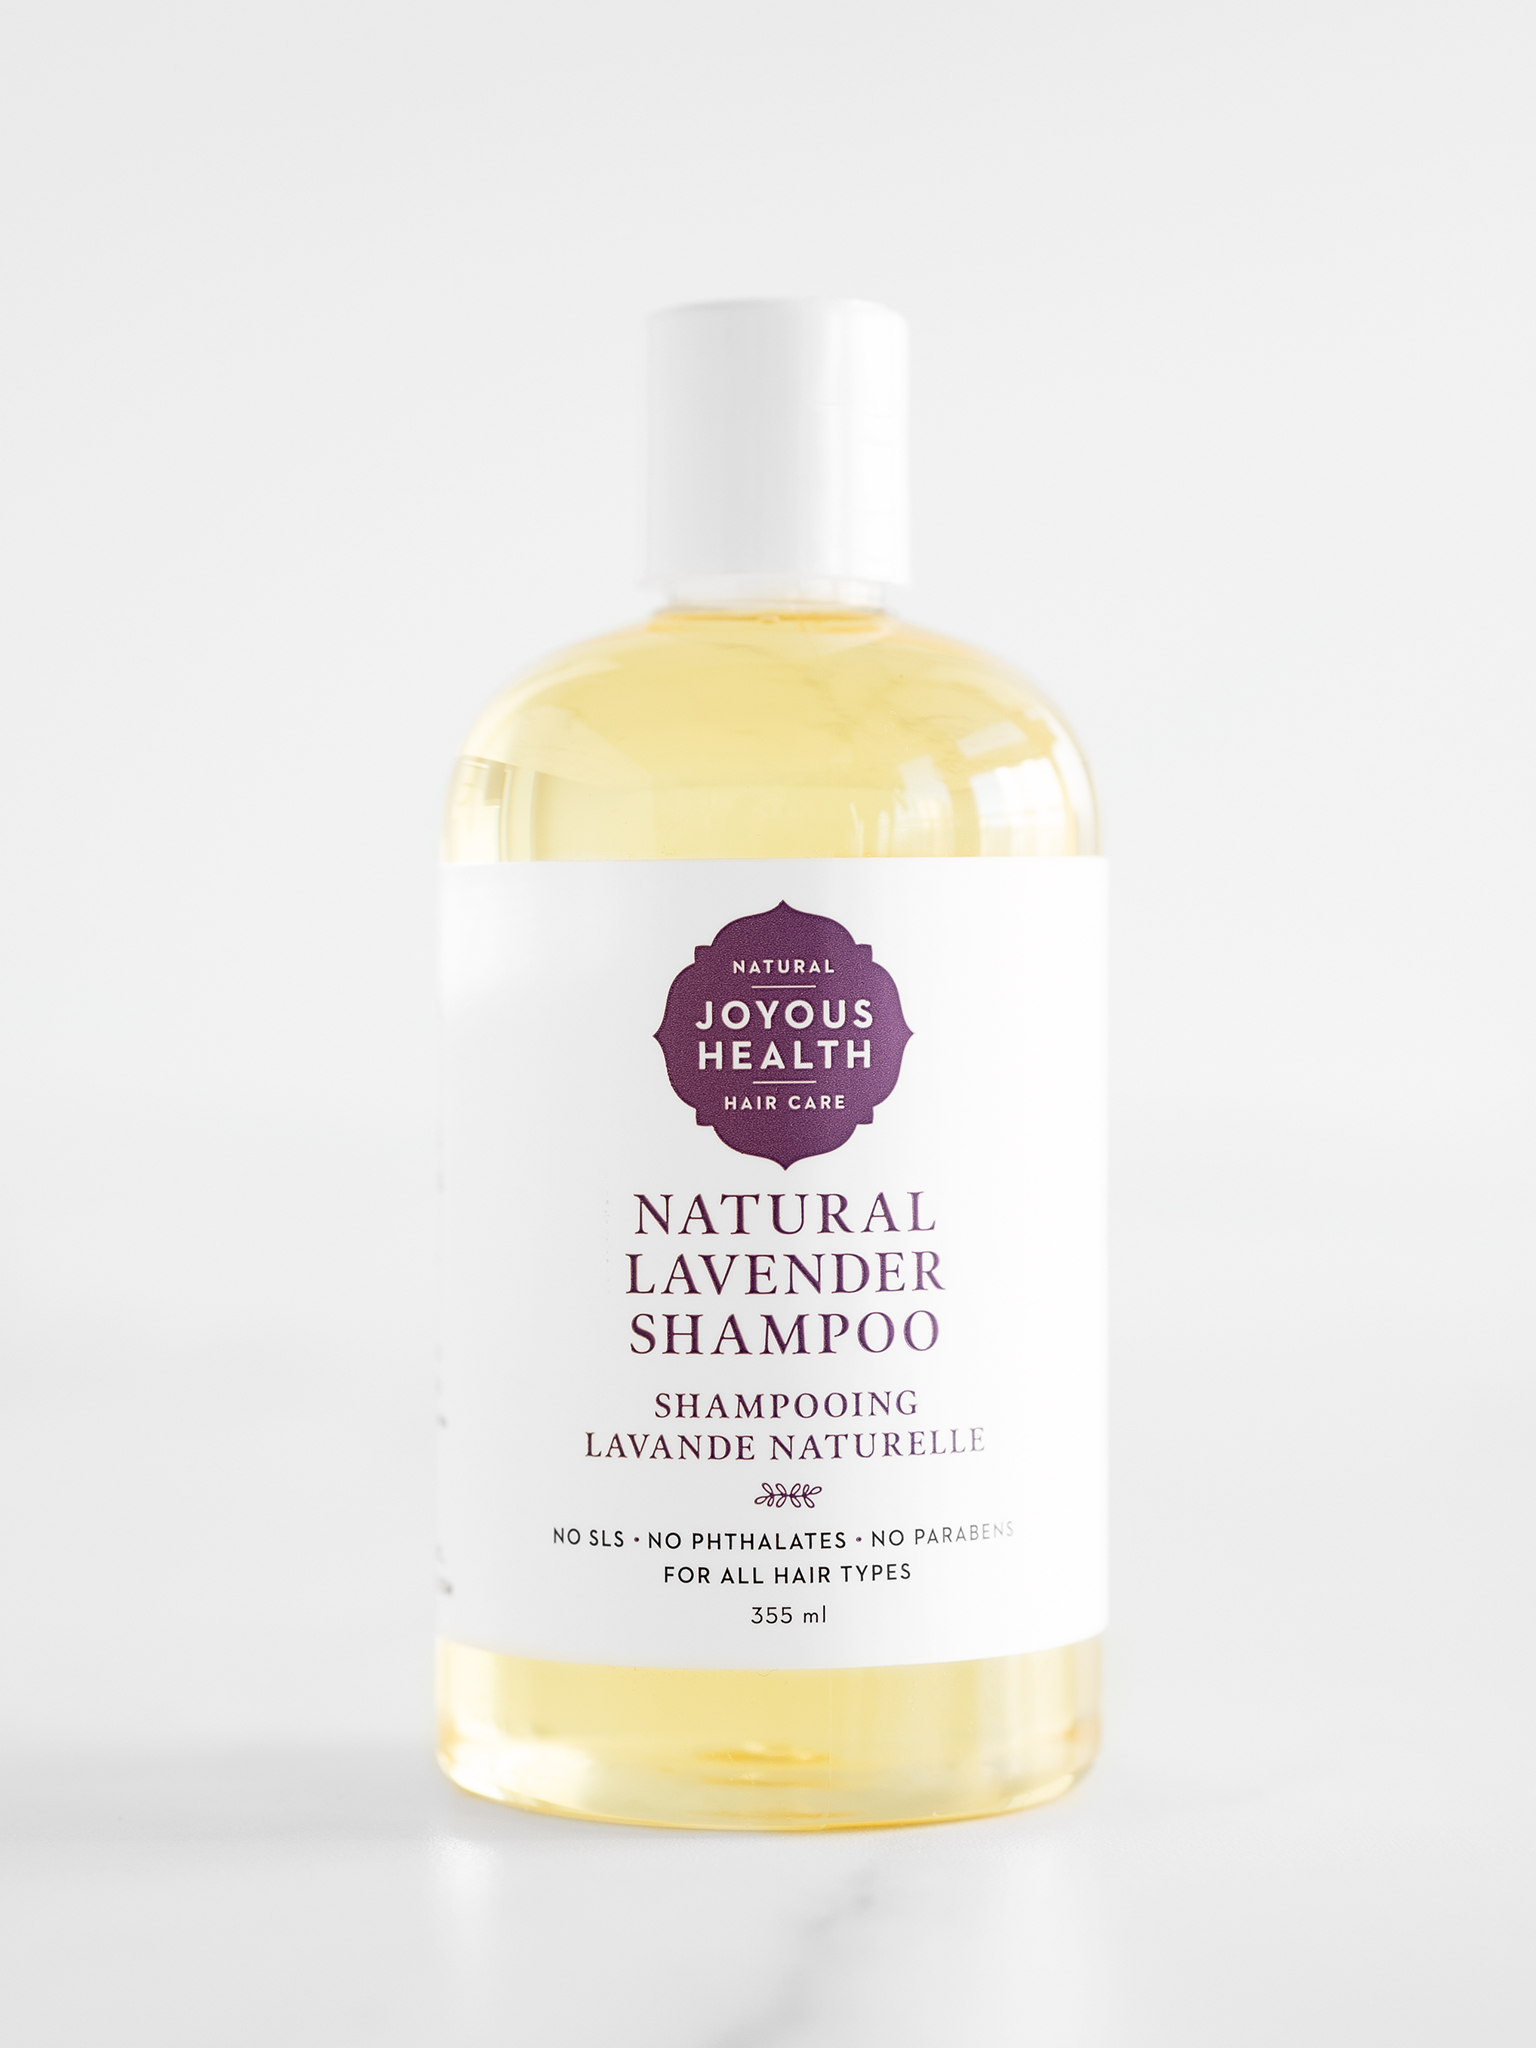 NATURAL
JOYOUS
HEALTH
HAIR CARE
NATURAL
LAVENDER
SHAMPOO
SHAMPOOING
LAVANDE NATURELLE
NO SLS • NO PHTHALATES • NO PARABENS
FOR ALL HAIR TYPES
355 ml